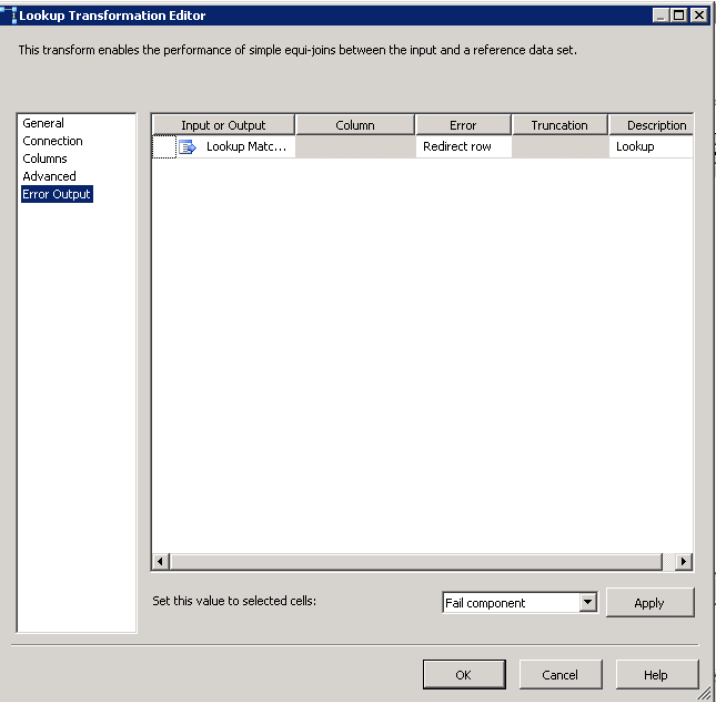 Lookup Transformation Editor
This transform enables the performance of simple equi-joins between the input and a reference data set.
General
Connection
Columns
Advanced
Error Output
Input or Output Column Error Truncation Description
Lookup Matc... Redirect row Lookup
Set this value to selected cells: Fail component Apply
OK Cancel Help